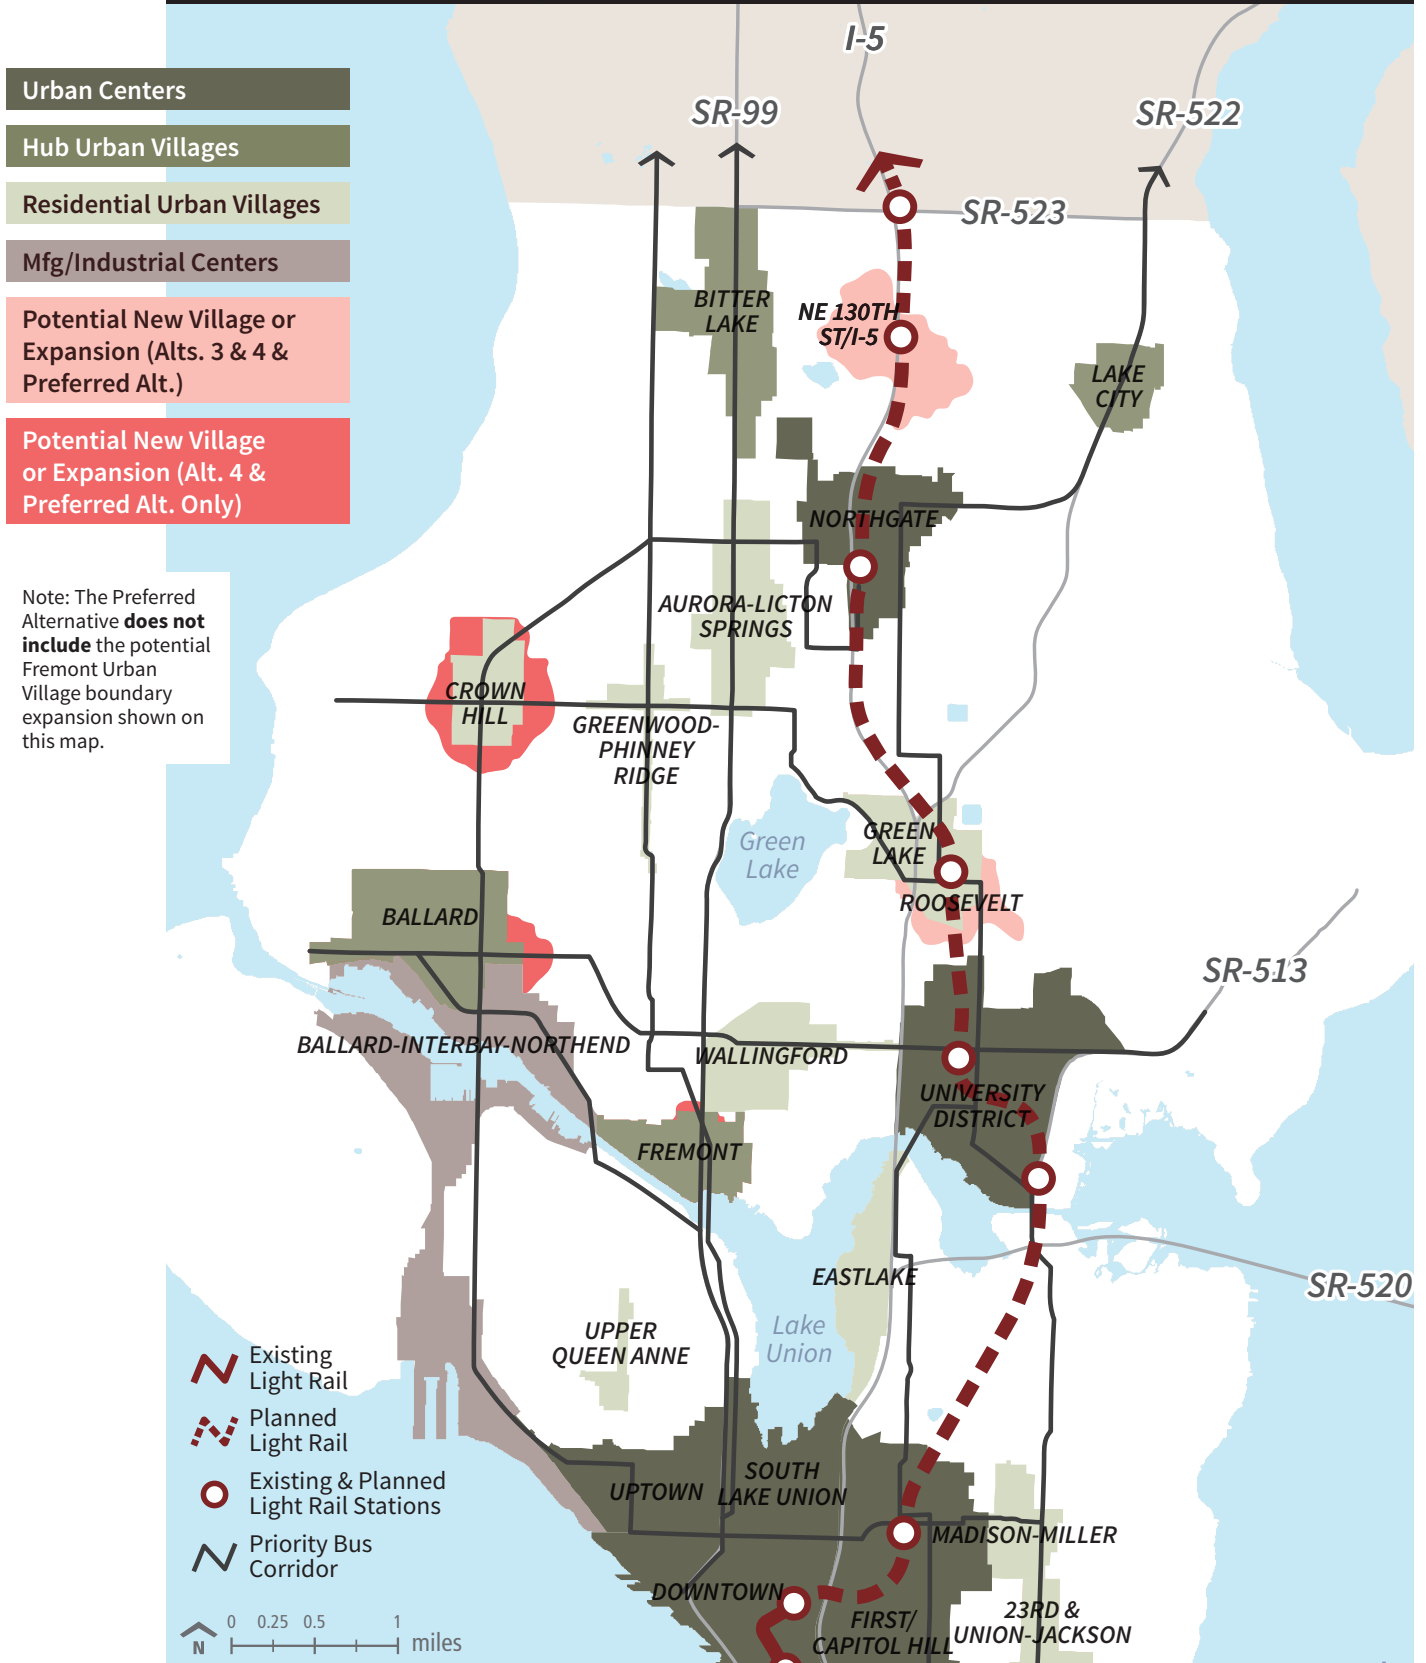 I-5
SR-99
SR-522
SR-523
Urban Centers
Hub Urban Villages
Residential Urban Villages
Mfg/Industrial Centers
Potential New Village or
Expansion (Alts. 3 & 4 &
Preferred Alt.)
Potential New Village
or Expansion (Alt. 4 &
Preferred Alt. Only)
Note: The Preferred
Alternative does not
include the potential
Fremont Urban
Village boundary
expansion shown on
this map.
BITTER
LAKE
NE 130TH
ST/I-5
LAKE
CITY
NORTHGATE
AURORA-LICTON
SPRINGS
CROWN
HILL
GREENWOOD-
PHINNEY
RIDGE
Green
Lake
GREEN
LAKE
ROOSEVELT
BALLARD
SR-513
BALLARD-INTERBAY-NORTHEND
WALLINGFORD
UNIVERSITY
DISTRICT
FREMONT
EASTLAKE
SR-520
UPPER
QUEEN ANNE
Lake
Union
Existing
Light Rail
Planned
Light Rail
Existing & Planned
Light Rail Stations
Priority Bus
Corridor
UPTOWN
SOUTH
LAKE UNION
MADISON-MILLER
DOWNTOWN
FIRST/
CAPITOL HILL
23RD &
UNION-JACKSON
N
0 0.25 0.5 1
miles